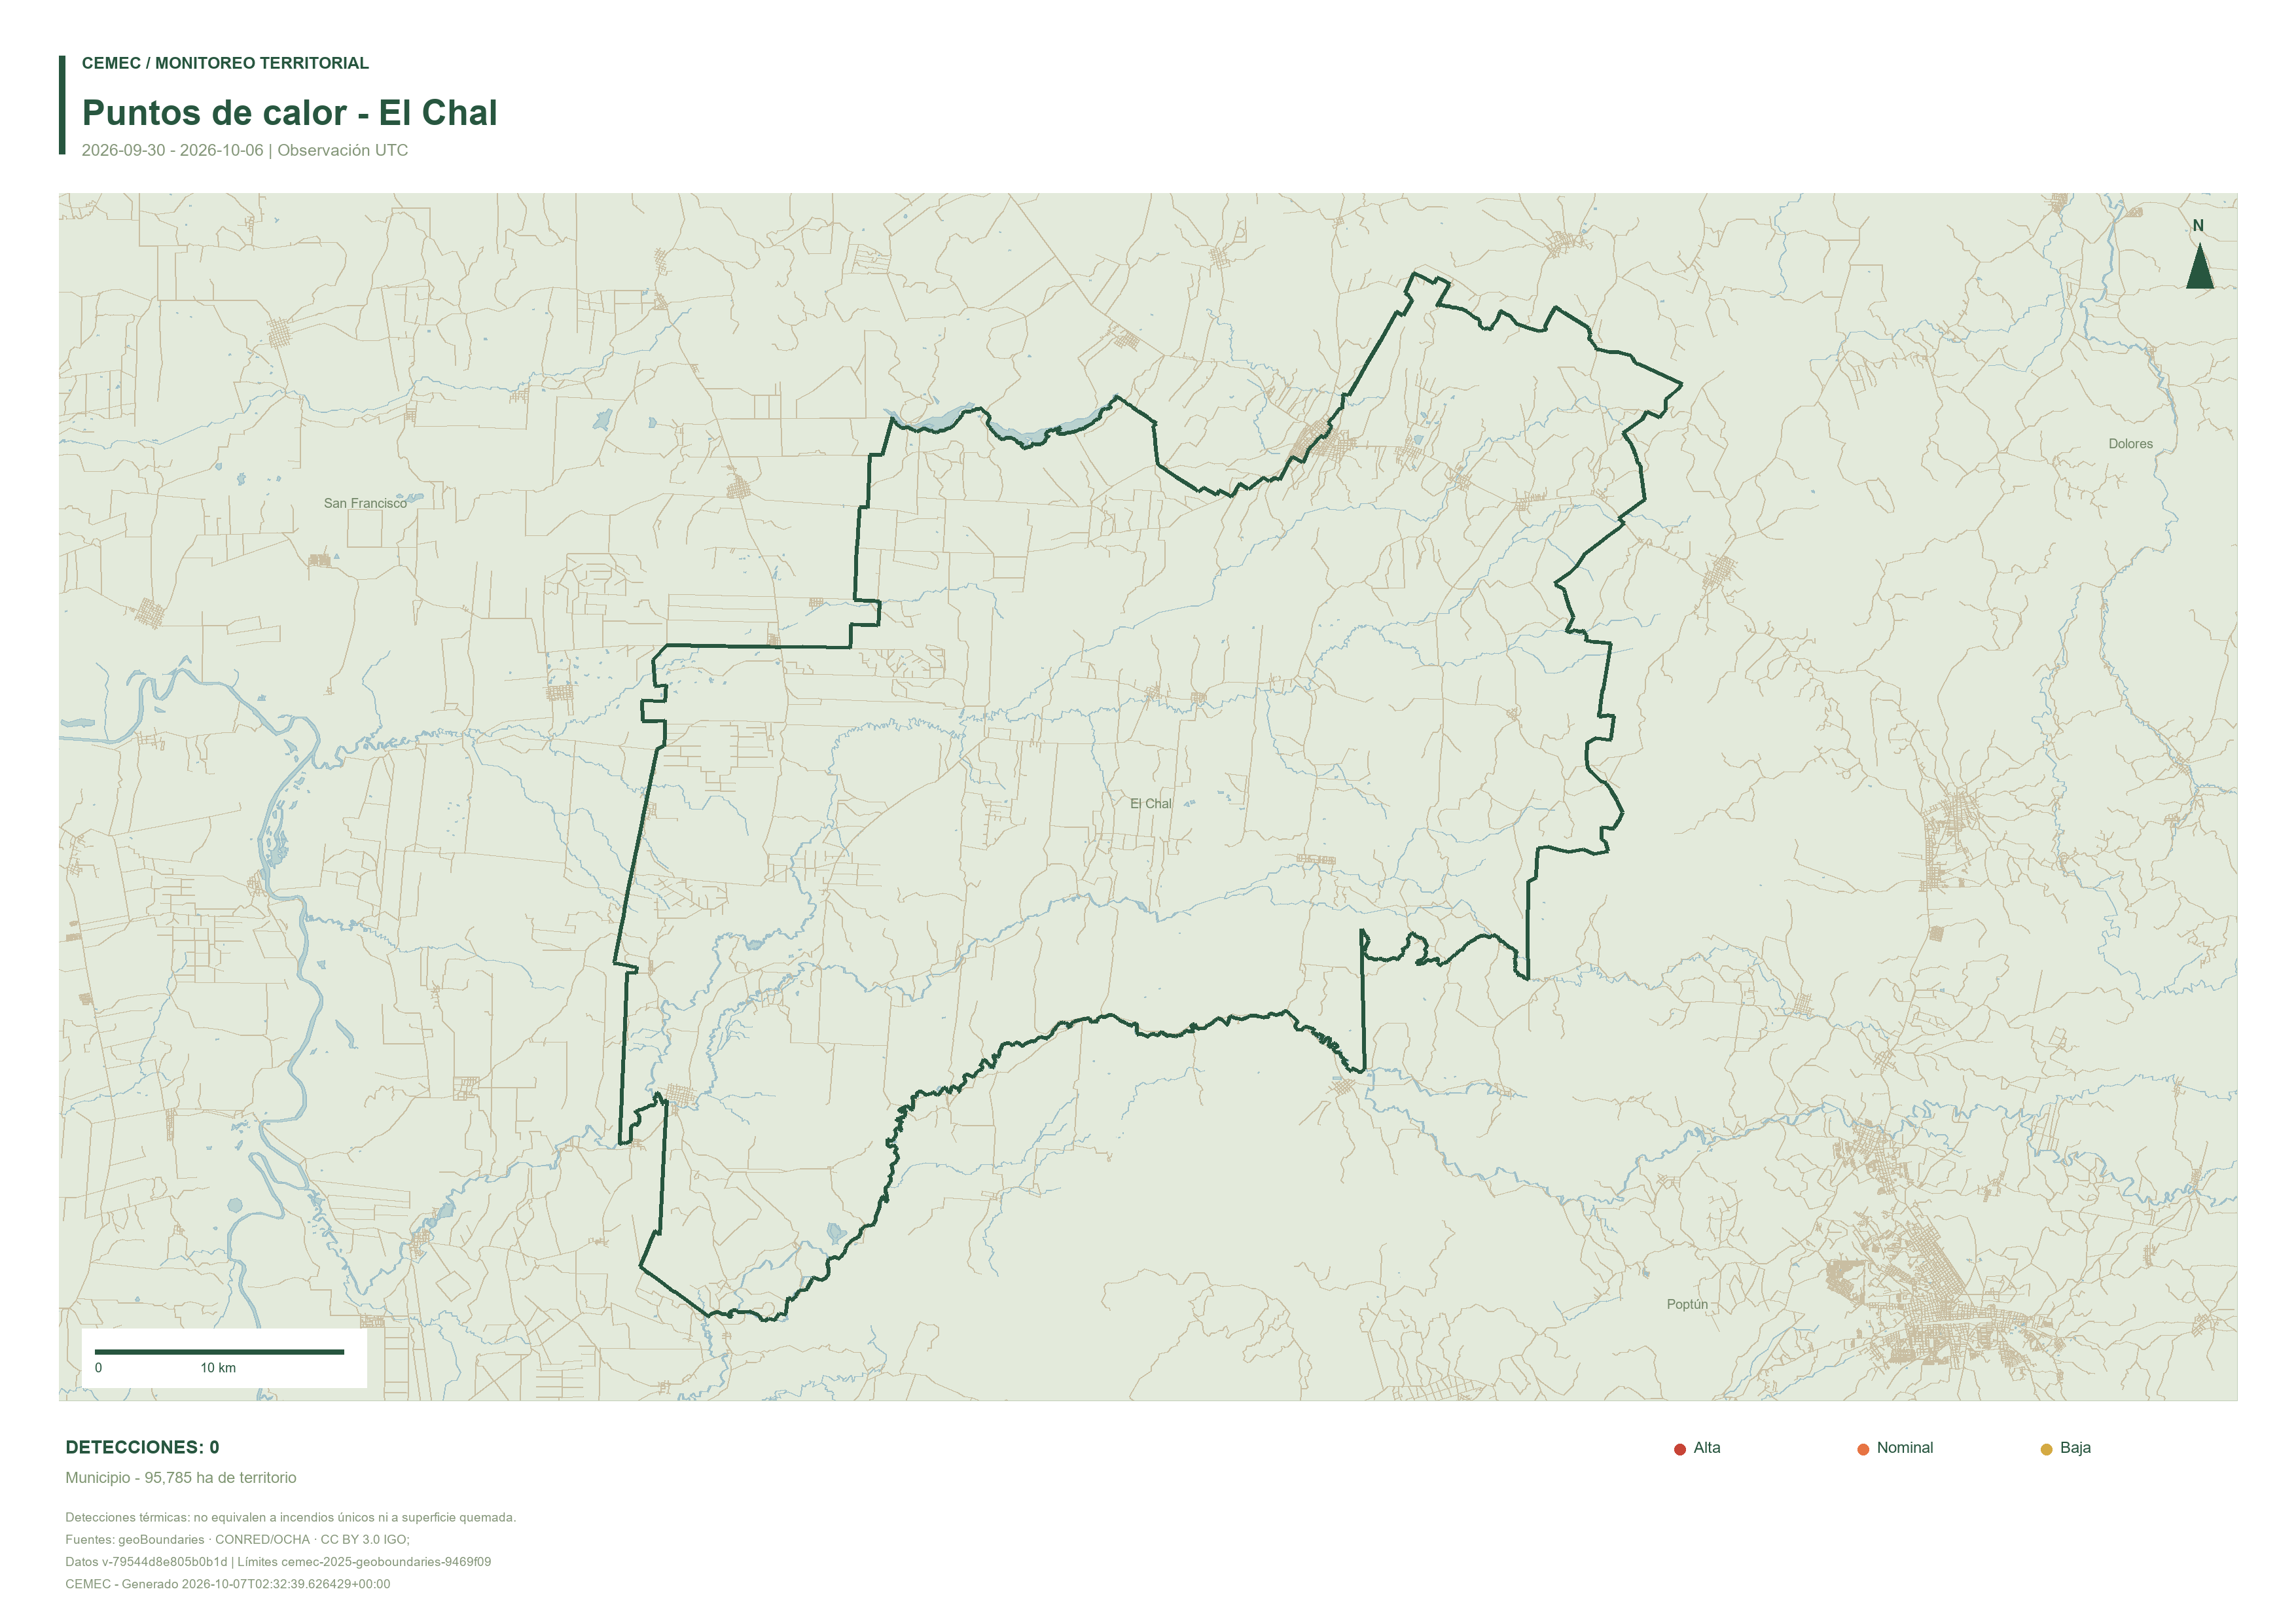 CEMEC / MONITOREO TERRITORIAL
Puntos de calor - El Chal
2026-09-30 - 2026-10-06 | Observación UTC
N
Dolores
San Francisco
El Chal
Poptún
0 10 km
DETECCIONES: 0
Alta Nominal Baja
Municipio - 95,785 ha de territorio
Detecciones térmicas: no equivalen a incendios únicos ni a superficie quemada.
Fuentes: geoBoundaries · CONRED/OCHA · CC BY 3.0 IGO;
Datos v-79544d8e805b0b1d | Límites cemec-2025-geoboundaries-9469f09
CEMEC - Generado 2026-10-07T02:32:39.626429+00:00